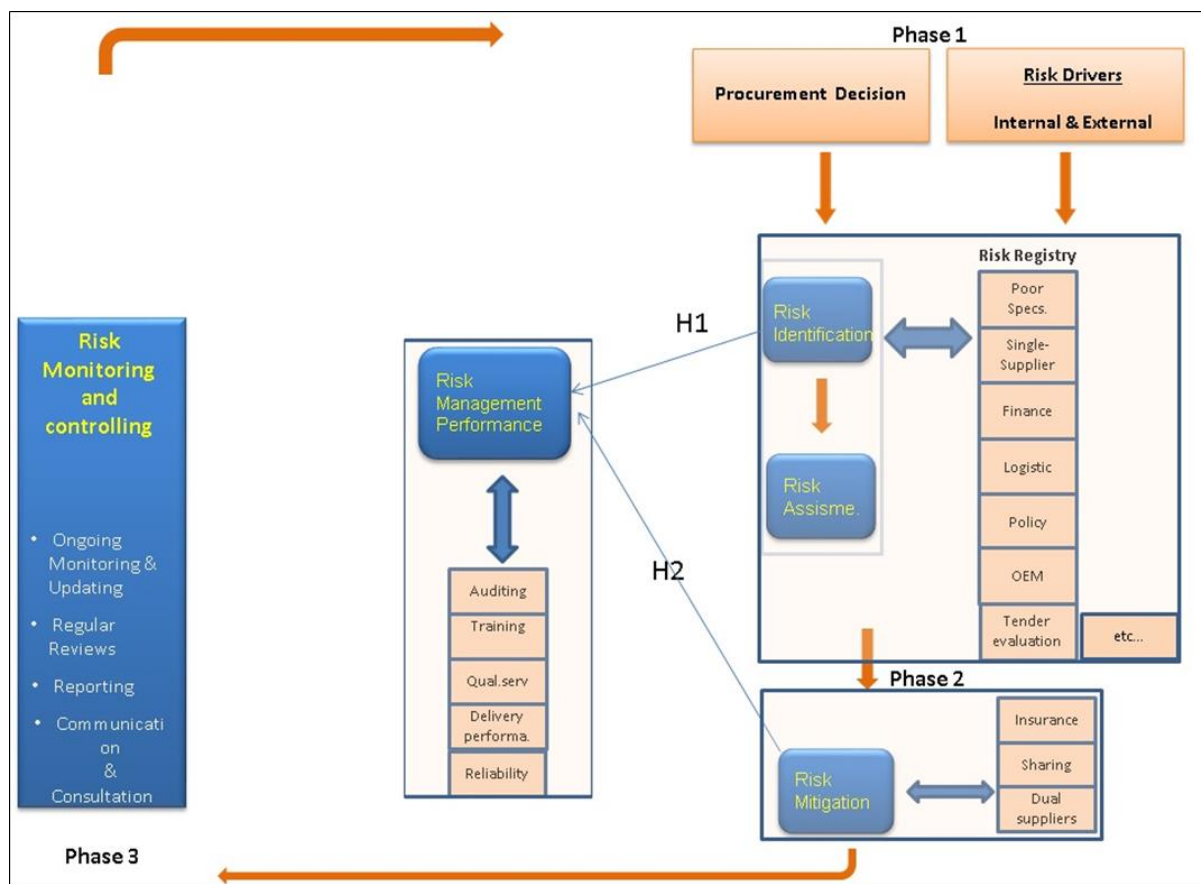 Phase 1
Procurement Decision
Risk Drivers
Internal & External
Risk Registry
Risk
Identification
Poor
Specs.
Single-
Supplier
Finance
Logistic
Policy
OEM
Tender
evaluation
etc...
Risk
Assisme.
H1
H2
Risk
Management
Performance
Auditing
Training
Qual.serv
Delivery
performa.
Reliability
Phase 2
Risk
Mitigation
Insurance
Sharing
Dual
suppliers
Risk
Monitoring
and
controlling
• Ongoing
Monitoring &
Updating
• Regular
Reviews
• Reporting
• Communicati
on
&
Consultation
Phase 3